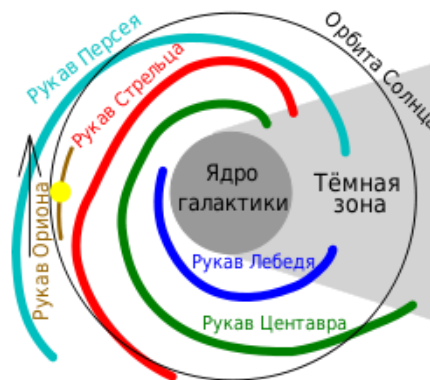 Рукав Персея
Рукав Стрельца
Орбита Солнца
Ядро
галактики
Тёмная
зона
Рукав Ориона
Рукав Лебедя
Рукав Центавра